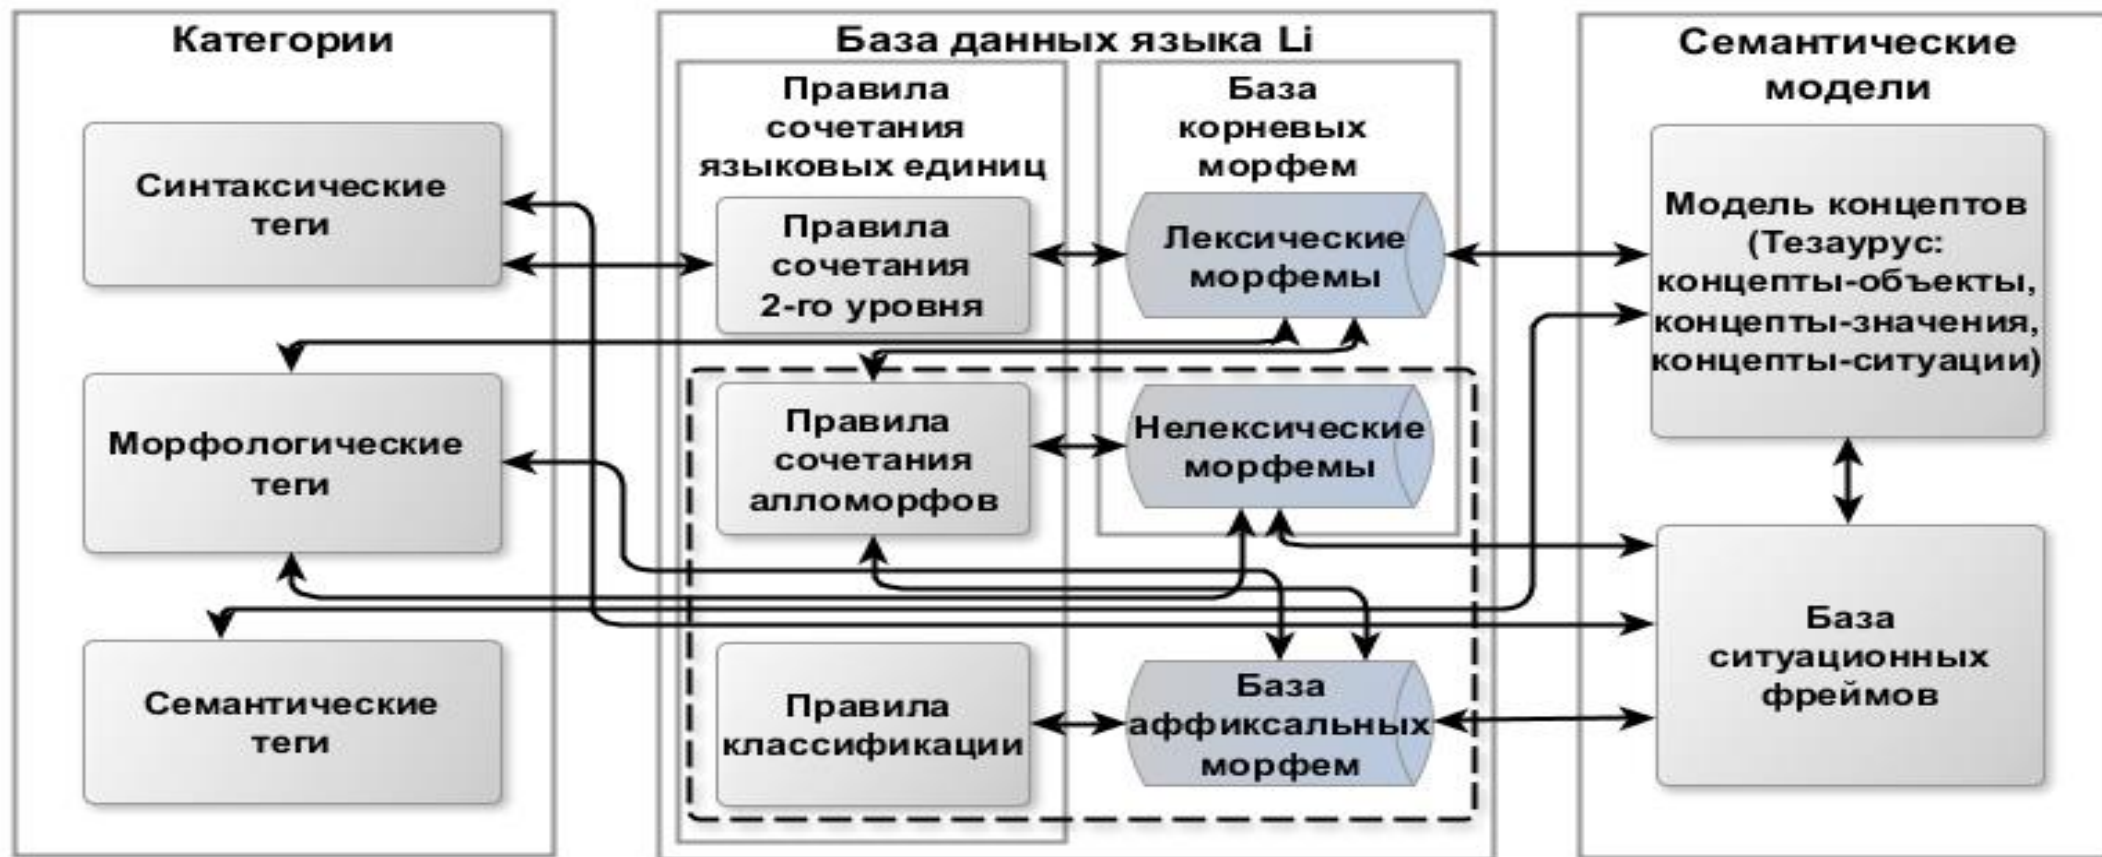 Категории
Синтаксические
теги
Морфологические
теги
Семантические
теги
База данных языка Li
Правила
сочетания
языковых единиц
Правила
сочетания
2-го уровня
Правила
сочетания
алломорфов
Правила
классификации
База
корневых
морфем
Лексические
морфемы
Нелексические
морфемы
База
аффиксальных
морфем
Семантические
модели
Модель концептов
(Тезаурус:
концепты-объекты,
концепты-значения,
концепты-ситуации)
База
ситуационных
фреймов